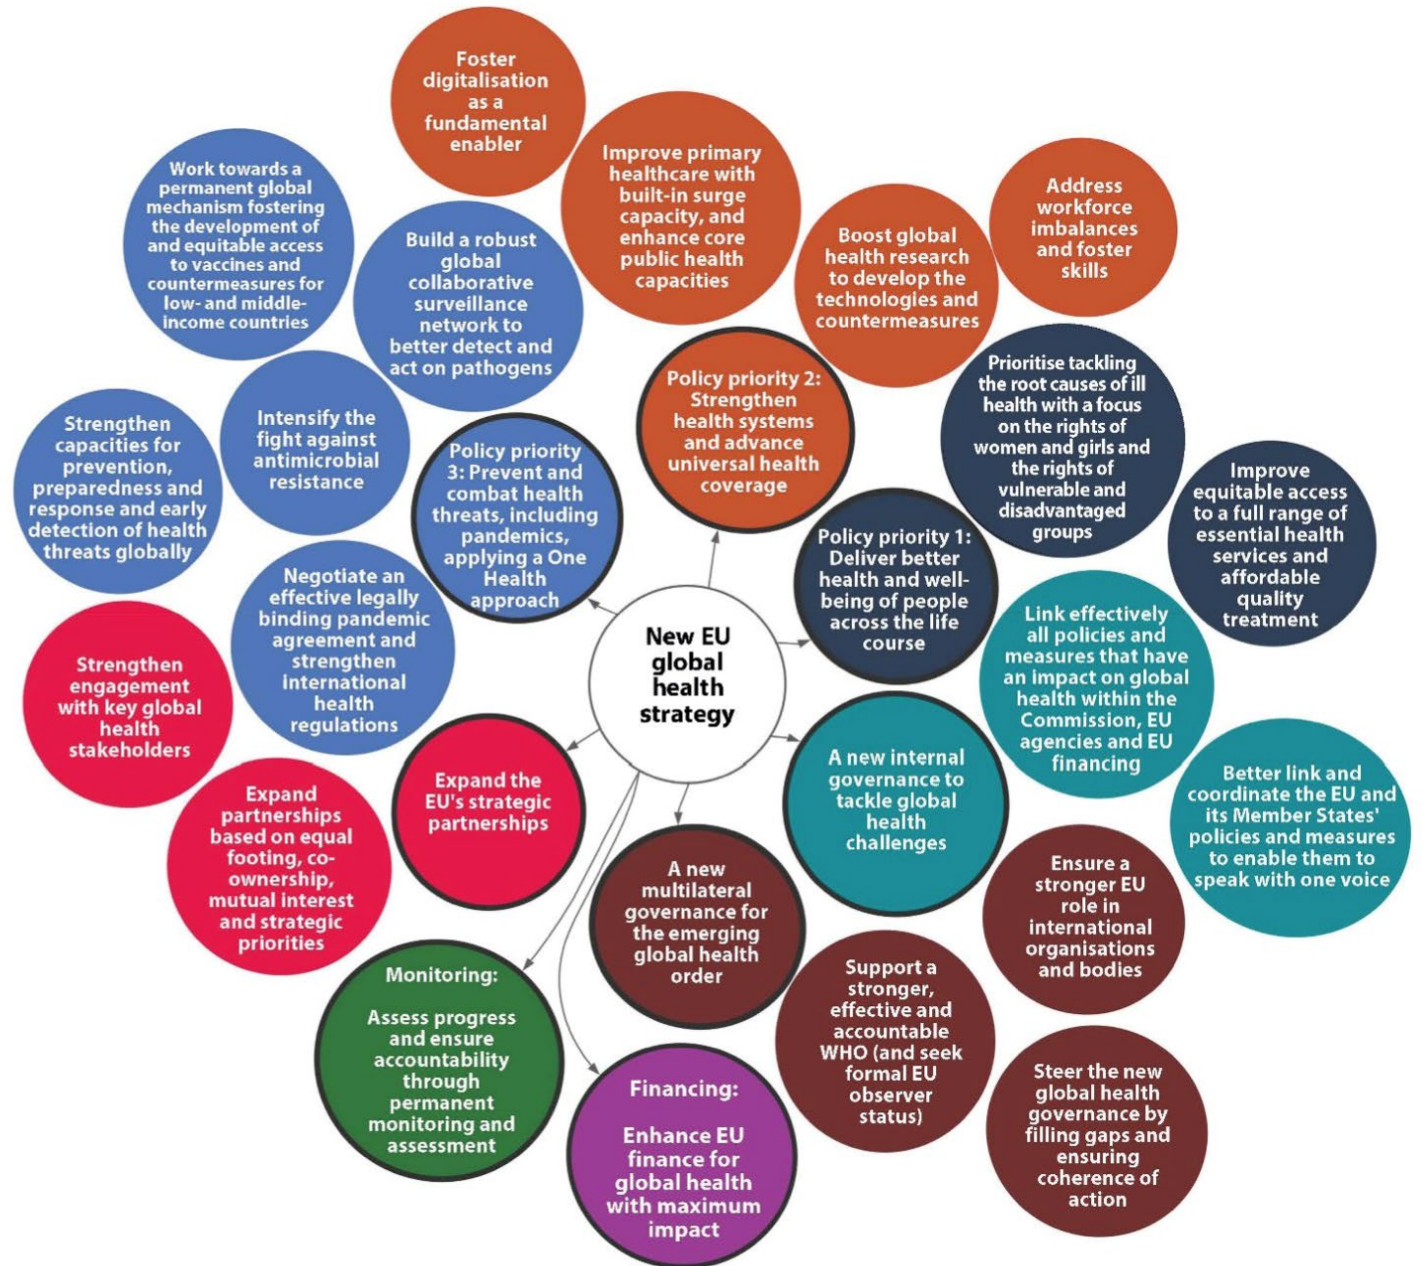 Foster
digitalisation
as a
fundamental
enabler
Improve primary
healthcare with
built-in surge
capacity, and
enhance core
public health
capacities
Boost global
health research
to develop the
technologies and
countermeasures
Address
workforce
imbalances
and foster
skills
Work towards a
permanent global
mechanism fostering
the development of
and equitable access
to vaccines and
countermeasures for
low- and middle-
income countries
Build a robust
global
collaborative
surveillance
network to
better detect and
act on pathogens
Strengthen
capacities for
prevention,
preparedness and
response and early
detection of health
threats globally
Intensify the
fight against
antimicrobial
resistance
Policy priority
3: Prevent and
combat health
threats, including
pandemics,
applying a One
Health
approach
Policy priority 2:
Strengthen
health systems
and advance
universal health
coverage
Prioritise tackling
the root causes of ill
health with a focus
on the rights of
women and girls and
the rights of
vulnerable and
disadvantaged
groups
Improve
equitable access
to a full range of
essential health
services and
affordable
quality
treatment
Policy priority 1:
Deliver better
health and well-
being of people
across the life
course
Negotiate an
effective legally
binding pandemic
agreement and
strengthen
international
health
regulations
New EU
global
health
strategy
Link effectively
all policies and
measures that have
an impact on global
health within the
Commission, EU
agencies and EU
financing
Strengthen
engagement
with key global
health
stakeholders
Expand
partnerships
based on equal
footing, co-
ownership,
mutual interest
and strategic
priorities
Expand the
EU's strategic
partnerships
A new internal
governance to
tackle global
health
challenges
Better link and
coordinate the EU and
its Member States'
policies and measures
to enable them to
speak with one voice
A new
multilateral
governance for
the emerging
global health
order
Ensure a
stronger EU
role in
international
organisations
and bodies
Support a
stronger,
effective and
accountable
WHO (and seek
formal EU
observer
status)
Steer the new
global health
governance by
filling gaps and
ensuring
coherence of
action
Monitoring:
Assess progress
and ensure
accountability
through
permanent
monitoring and
assessment
Financing:
Enhance EU
finance for
global health
with maximum
impact